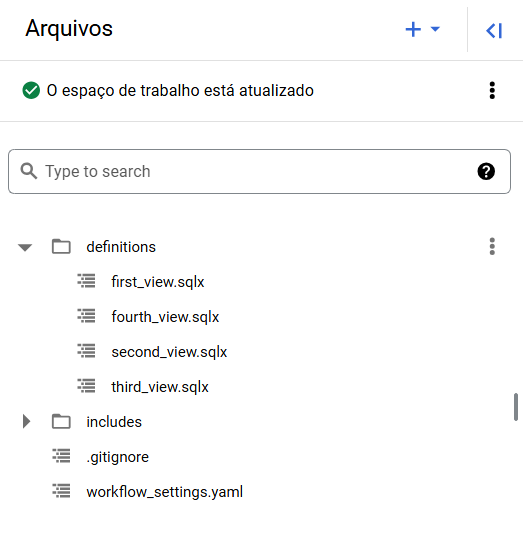 Arquivos
O espaço de trabalho está atualizado
Type to search
definitions
first_view.sqlx
fourth_view.sqlx
second_view.sqlx
third_view.sqlx
includes
.gitignore
workflow_settings.yaml